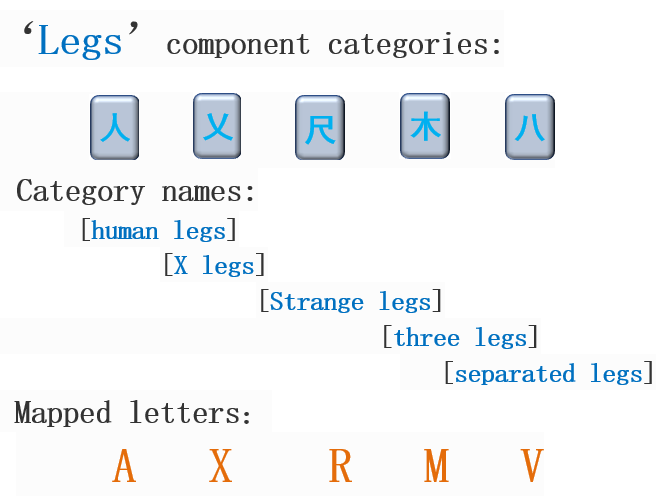 ‘Legs’ component categories:
人 乂 尺 木 八
Category names:
[human legs]
[X legs]
[Strange legs]
[three legs]
[separated legs]
Mapped letters:
A X R M V